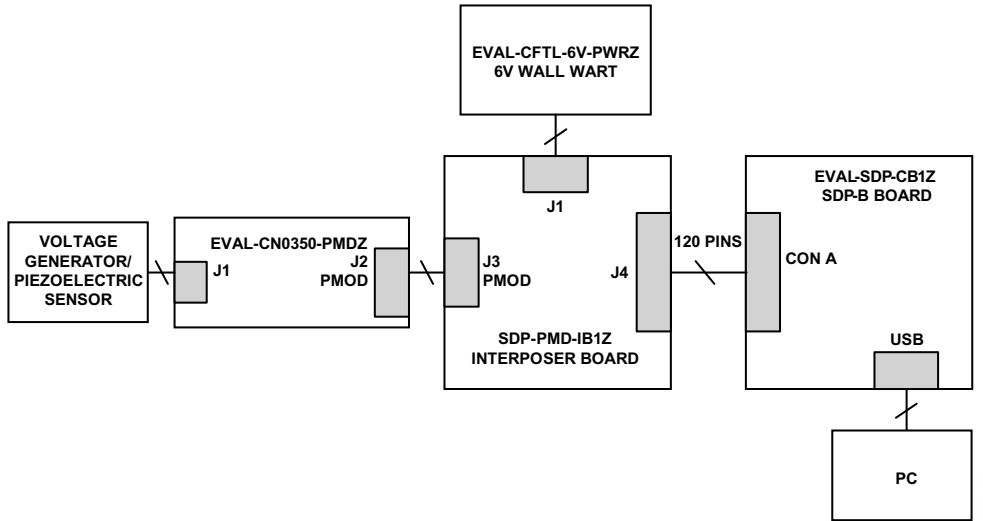 EVAL-CFTL-6V-PWRZ
6V WALL WART
J1
VOLTAGE
GENERATOR/
PIEZOELECTRIC
SENSOR
EVAL-CN0350-PMDZ
J1
J2
PMOD
J3
PMOD
J4
SDP-PMD-IB1Z
INTERPOSER BOARD
120 PINS
EVAL-SDP-CB1Z
SDP-B BOARD
CON A
USB
PC